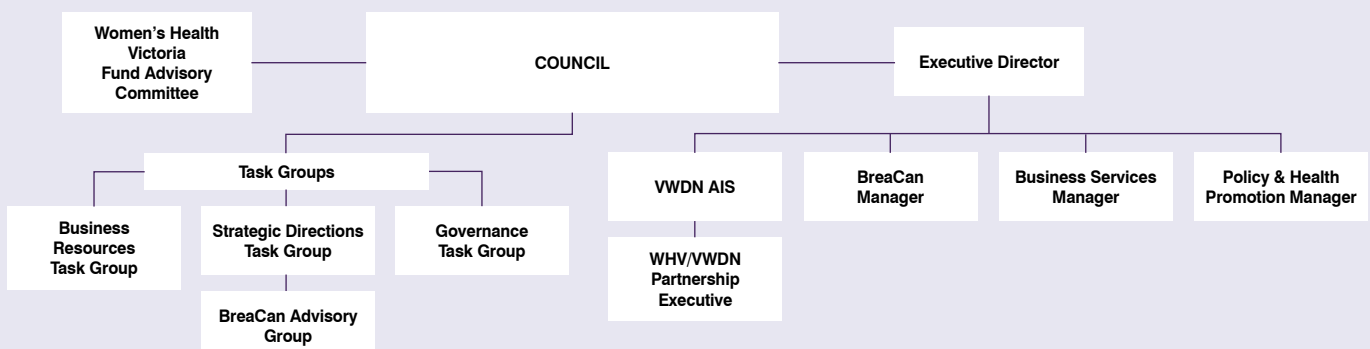 Women's Health
Victoria
Fund Advisory
Committee
COUNCIL
Executive Director
Task Groups
Business
Resources
Task Group
Strategic Directions
Task Group
Governance
Task Group
BreaCan Advisory
Group
VWDN AIS
WHV/VWDN
Partnership
Executive
BreaCan
Manager
Business Services
Manager
Policy & Health
Promotion Manager